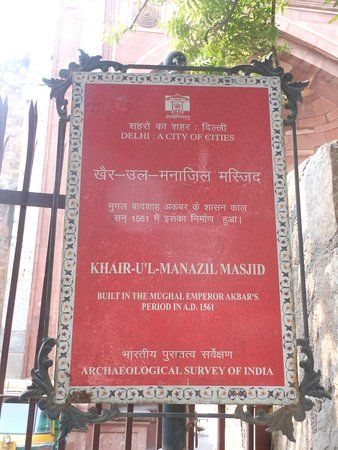 शहरों का शहर : दिल्ली
DELHI : A CITY OF CITIES
खैर–उल–मनाज़िल मस्जिद
मुगल बादशाह अकबर के शासन काल
सन् 1561 में इसका निर्माण हुआ।
KHAIR-U'L-MANAZIL MASJID
BUILT IN THE MUGHAL EMPEROR AKBAR'S
PERIOD IN A.D. 1561
भारतीय पुरातत्व सर्वेक्षण
ARCHAEOLOGICAL SURVEY OF INDIA